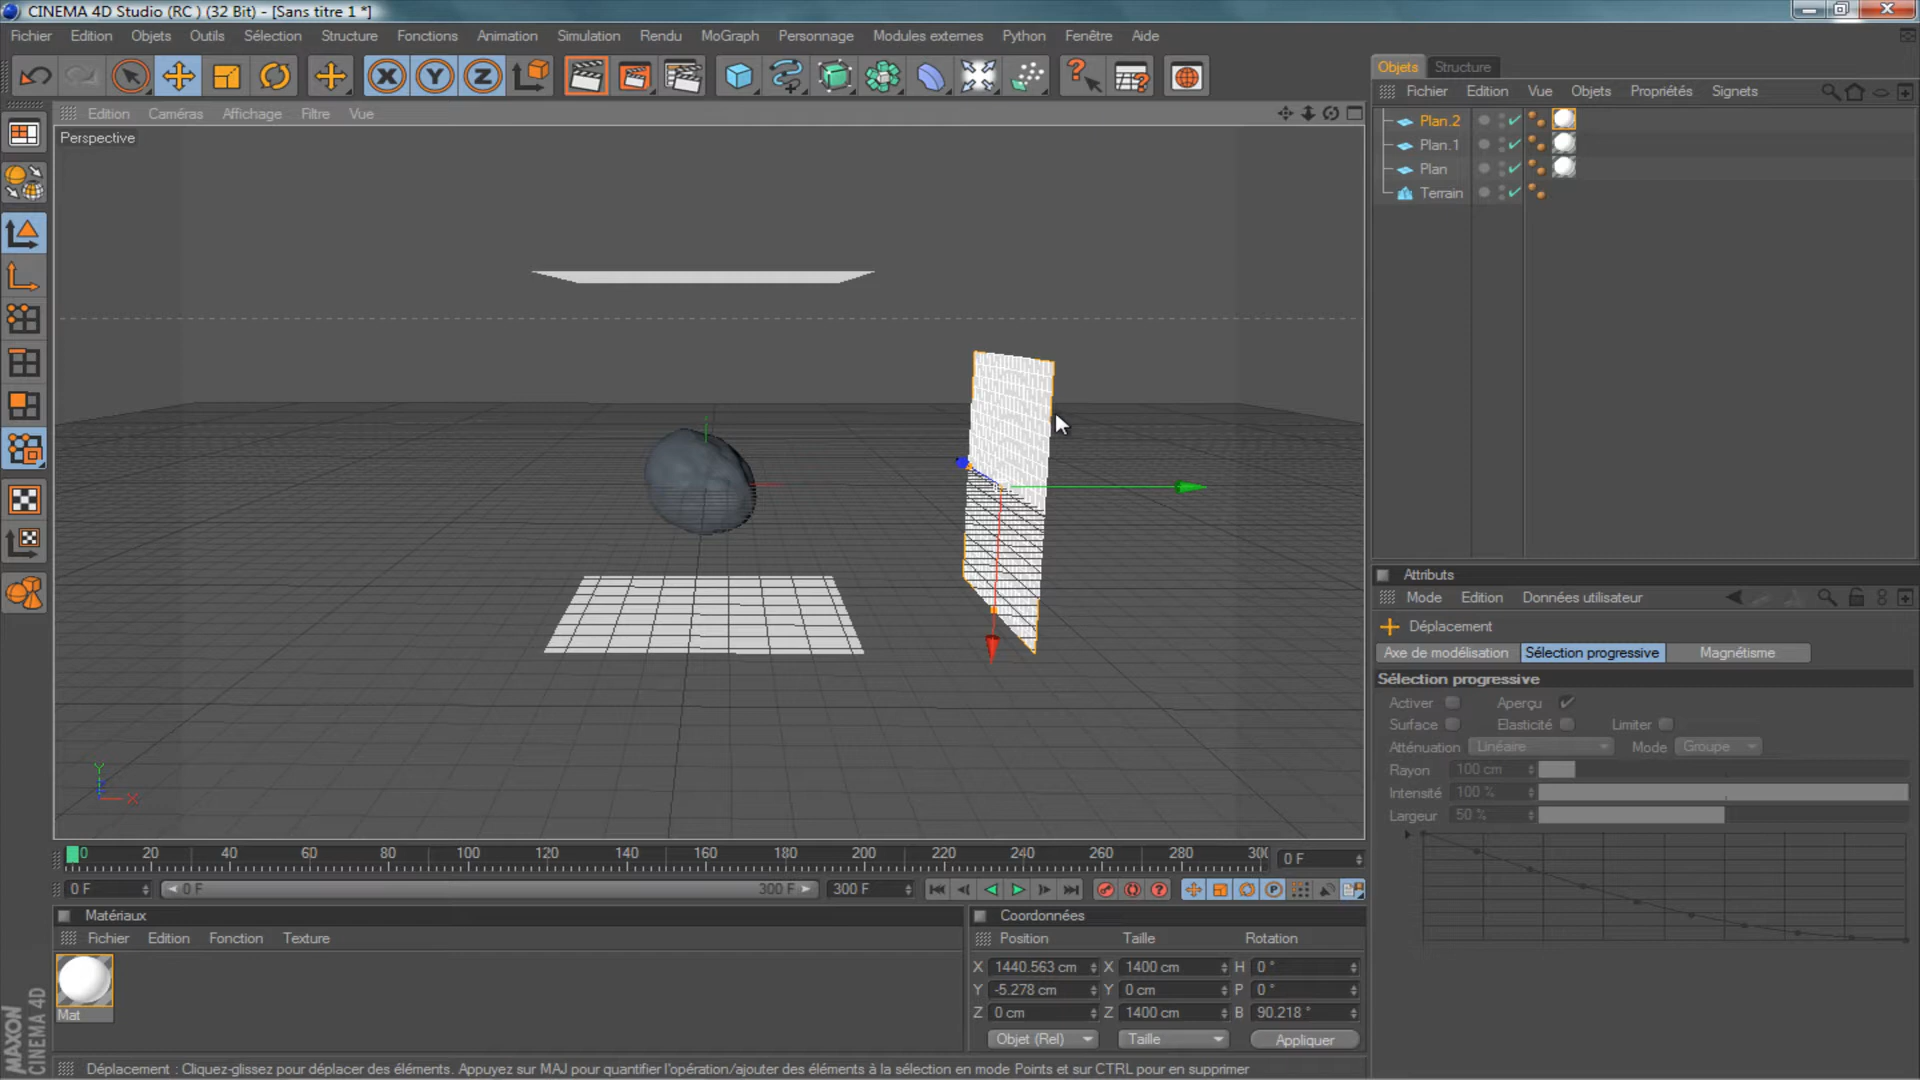 CINEMA 4D Studio (RC ) (32 Bit) - [Sans titre 1 *]
Fichier Edition Objets Outils Sélection Structure Fonctions Animation Simulation Rendu MoGraph Personnage Modules externes Python Fenêtre Aide
X Y Z
Edition Caméras Affichage Filtre Vue
Perspective
Y
X
Objets Structure
Fichier Edition Vue Objets Propriétés Signets
Plan.2
Plan.1
Plan
Terrain
Attributs
Mode Edition Données utilisateur
Déplacement
Axe de modélisation Sélection progressive Magnétisme
Sélection progressive
Activer Aperçu
Surface Elasticité Limiter
Atténuation Linéaire Mode Groupe
Rayon 100 cm
Intensité 100 %
Largeur 50 %
0 20 40 60 80 100 120 140 160 180 200 220 240 260 280 300 0 F
0 F 0 F 300 F 300 F
Matériaux
Fichier Edition Fonction Texture
Mat
Coordonnées
Position Taille Rotation
X 1440.563 cm X 1400 cm H 0 °
Y -5.278 cm Y 0 cm P 0 °
Z 0 cm Z 1400 cm B 90.218 °
Objet (Rel) Taille Appliquer
MAXON
CINEMA 4D
Déplacement : Cliquez-glissez pour déplacer des éléments. Appuyez sur MAJ pour quantifier l'opération/ajouter des éléments à la sélection en mode Points et sur CTRL pour en supprimer